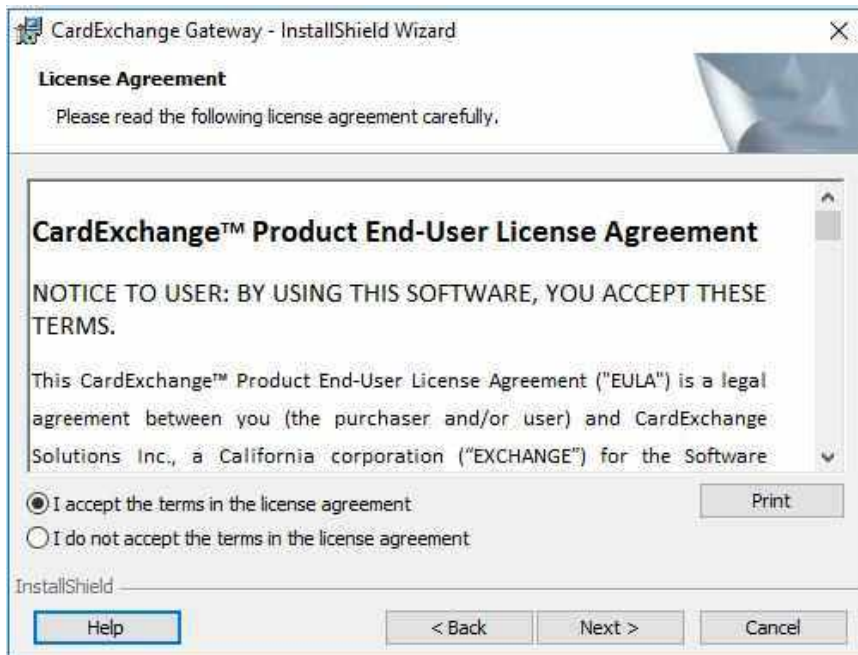 CardExchange Gateway - InstallShield Wizard
License Agreement
Please read the following license agreement carefully.
CardExchange™ Product End-User License Agreement
NOTICE TO USER: BY USING THIS SOFTWARE, YOU ACCEPT THESE
TERMS.
This CardExchange™ Product End-User License Agreement ("EULA") is a legal
agreement between you (the purchaser and/or user) and CardExchange
Solutions Inc., a California corporation (“EXCHANGE”) for the Software
I accept the terms in the license agreement
Print
I do not accept the terms in the license agreement
InstallShield
Help
< Back
Next >
Cancel